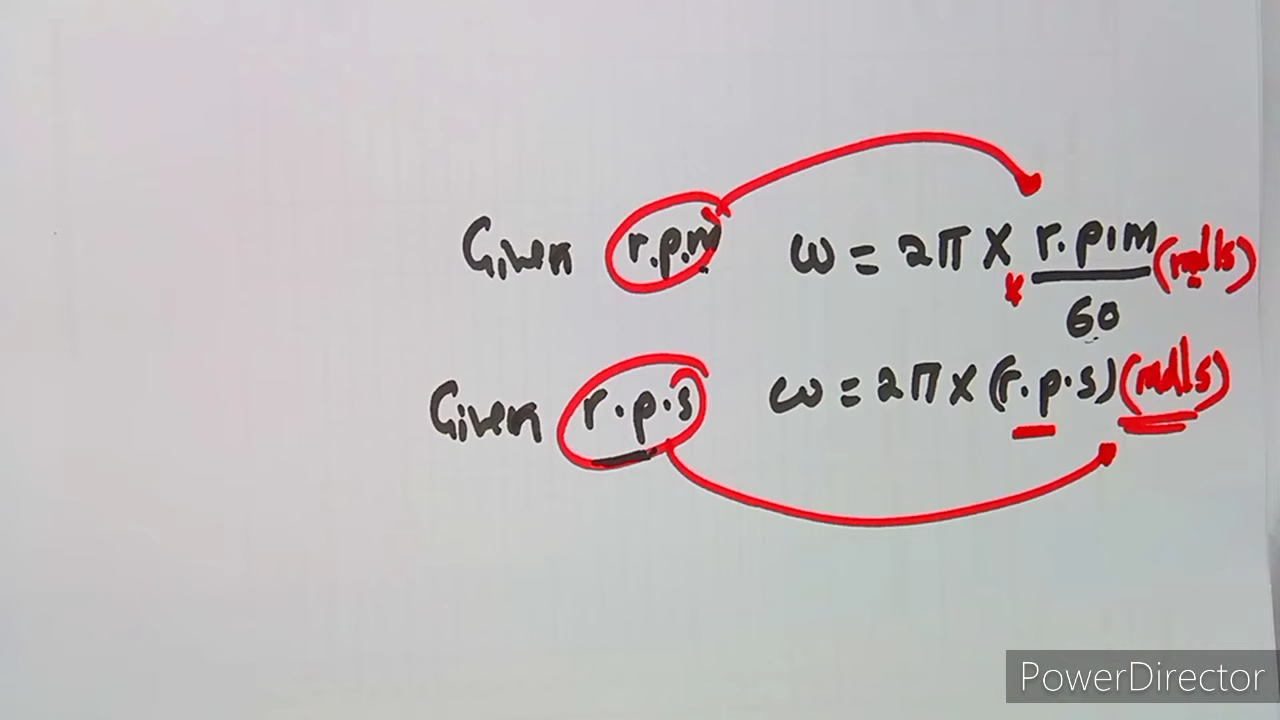 Given r.p.m ω = 2π × r.p.m (rad/s)
60
Given r.p.s ω = 2π × (r.p.s) (rad/s)
PowerDirector